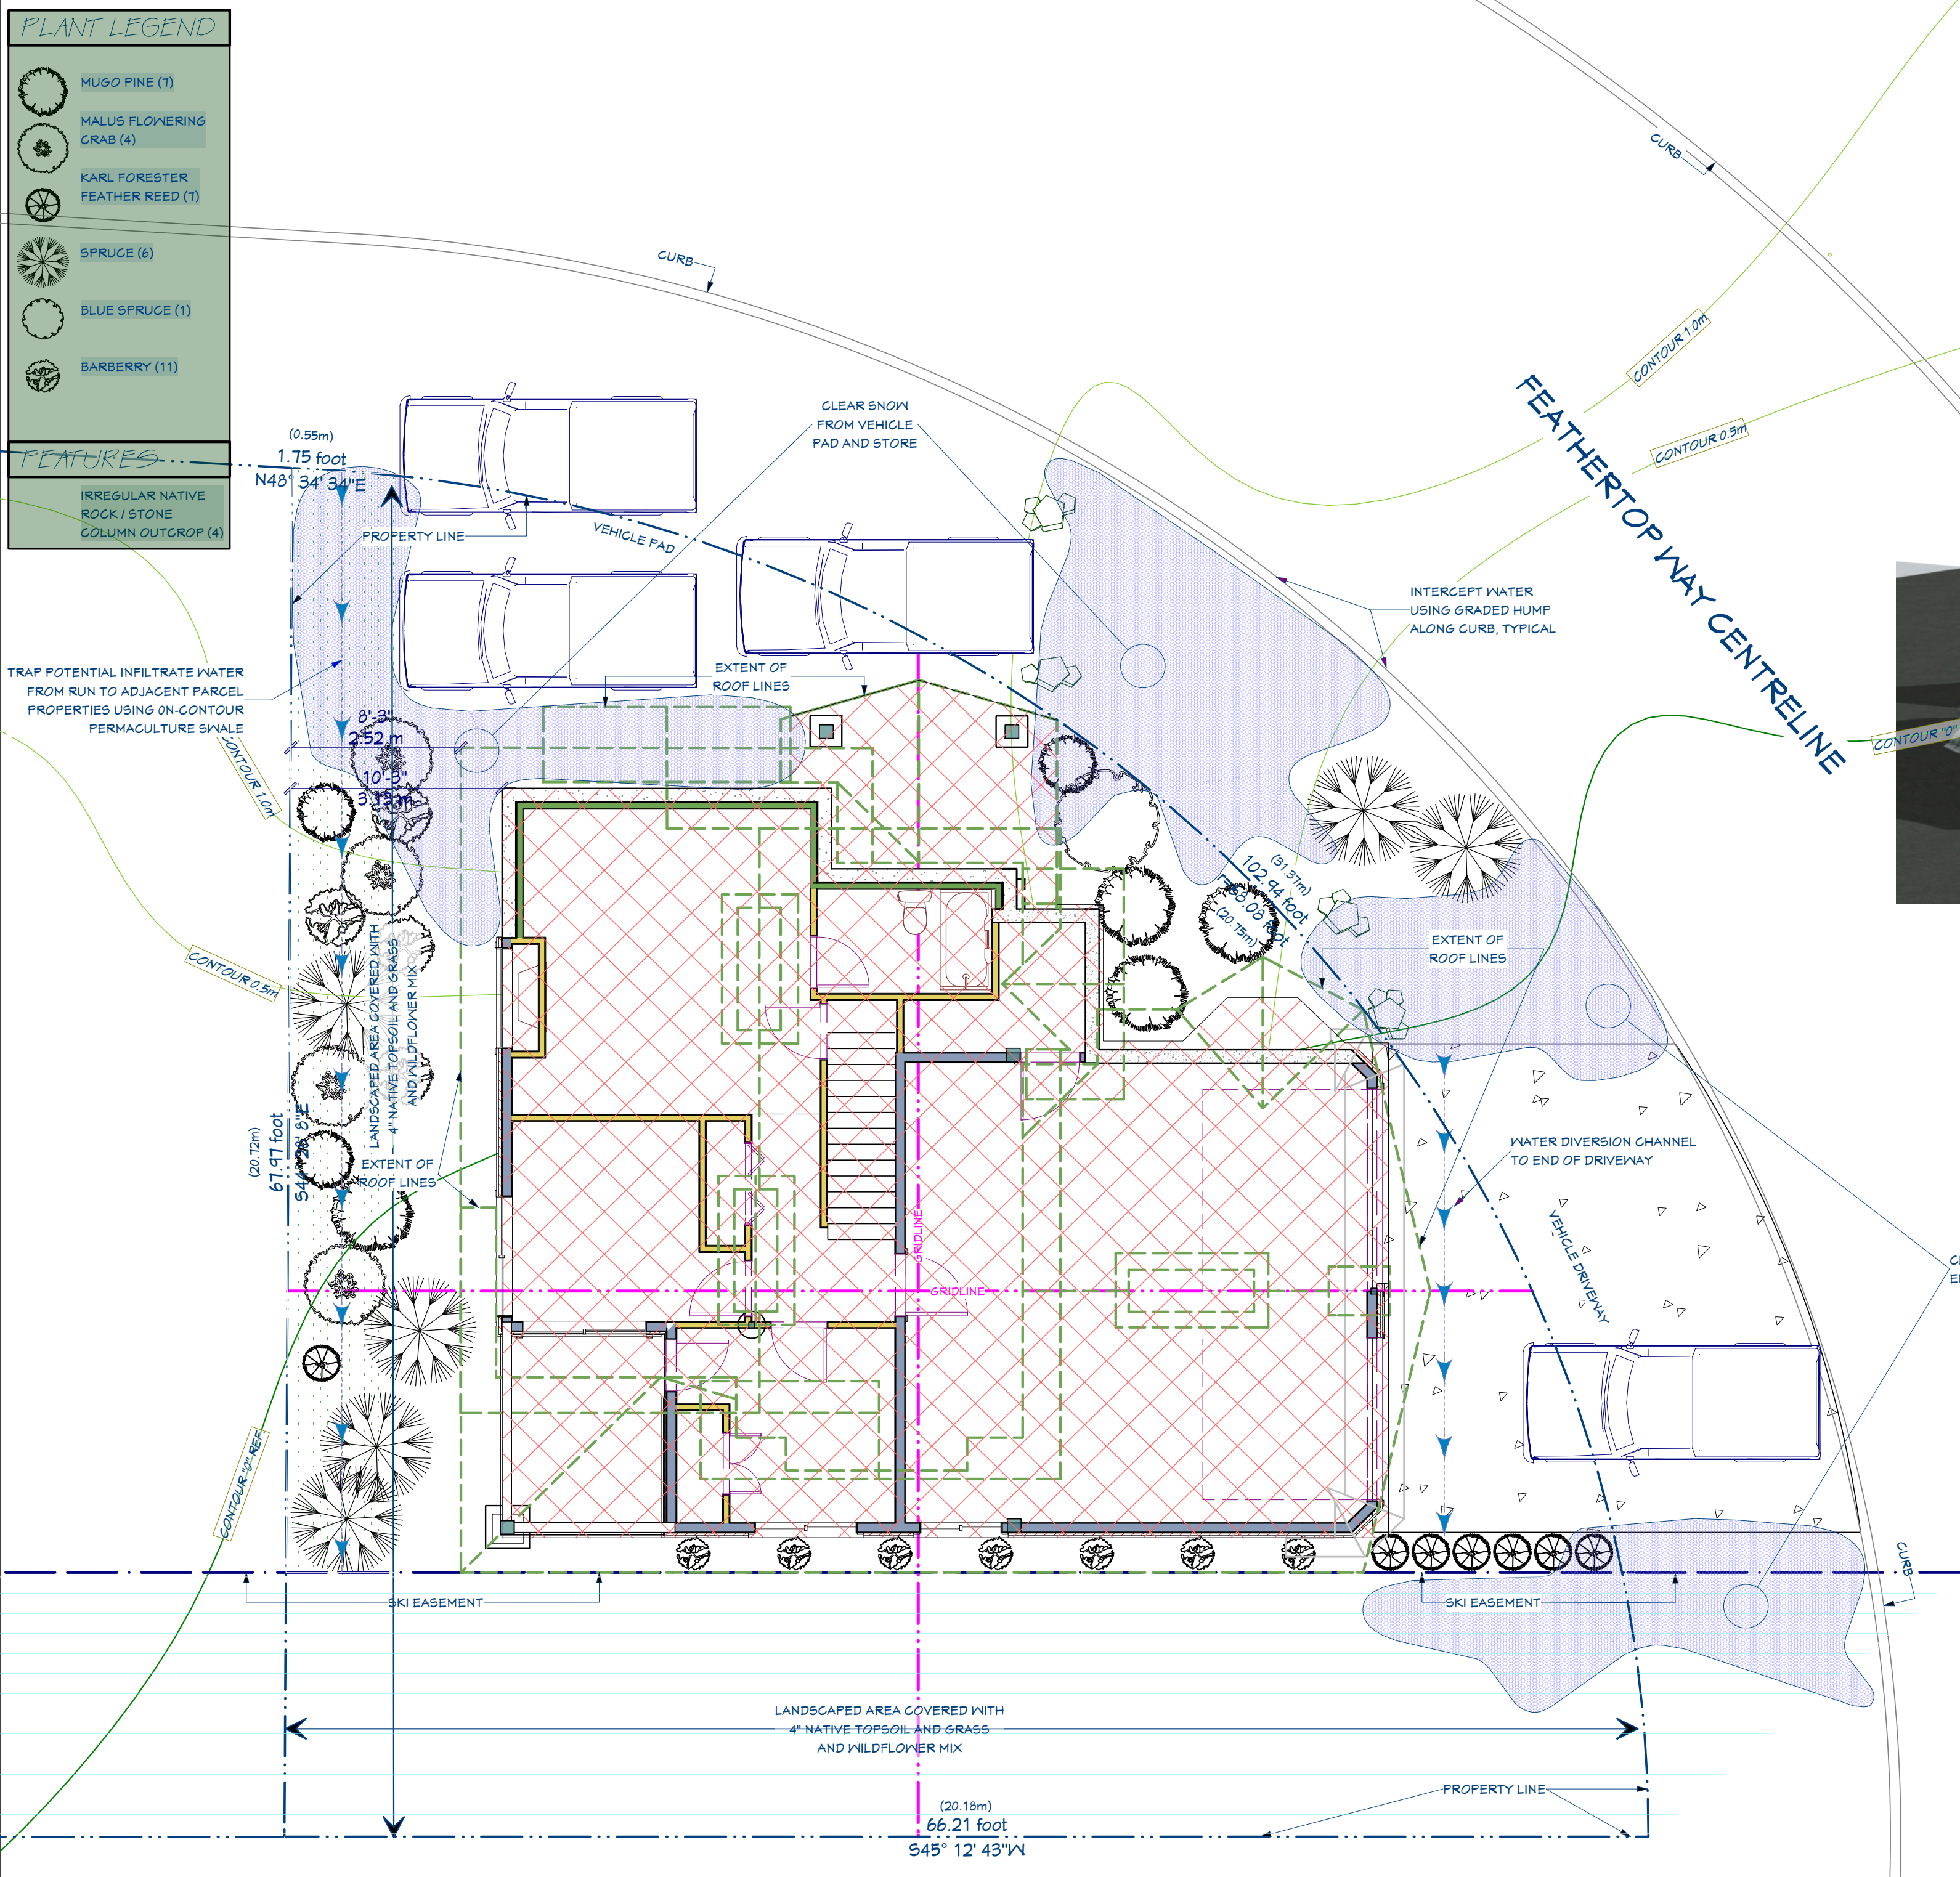 PLANT LEGEND
MUGO PINE (7)
MALUS FLOWERING
CRAB (4)
KARL FORESTER
FEATHER REED (7)
SPRUCE (6)
BLUE SPRUCE (1)
BARBERRY (11)
FEATURES
IRREGULAR NATIVE
ROCK / STONE
COLUMN OUTCROP (4)
CURB
CURB
CONTOUR 1.0m
CONTOUR 0.5m
FEATHERTOP WAY CENTRELINE
CONTOUR "0"
(0.55m)
1.75 foot
N48° 34' 34"E
CLEAR SNOW
FROM VEHICLE
PAD AND STORE
PROPERTY LINE
VEHICLE PAD
INTERCEPT WATER
USING GRADED HUMP
ALONG CURB, TYPICAL
EXTENT OF
ROOF LINES
TRAP POTENTIAL INFILTRATE WATER
FROM RUN TO ADJACENT PARCEL
PROPERTIES USING ON-CONTOUR
PERMACULTURE SWALE
8'-3"
2.52 m
10'-3"
3.13 m
CONTOUR 1.0m
CONTOUR 0.5m
(31.37m)
102.94 foot
r=68.08 foot
(20.75m)
EXTENT OF
ROOF LINES
LANDSCAPED AREA COVERED WITH
4" NATIVE TOPSOIL AND GRASS
AND WILDFLOWER MIX
(20.72m)
67.97 foot
EXTENT OF
ROOF LINES
WATER DIVERSION CHANNEL
TO END OF DRIVEWAY
VEHICLE DRIVEWAY
GRIDLINE
GRIDLINE
CONTOUR "0" REF.
CURB
SKI EASEMENT
SKI EASEMENT
LANDSCAPED AREA COVERED WITH
4" NATIVE TOPSOIL AND GRASS
AND WILDFLOWER MIX
PROPERTY LINE
(20.18m)
66.21 foot
S45° 12' 43"W